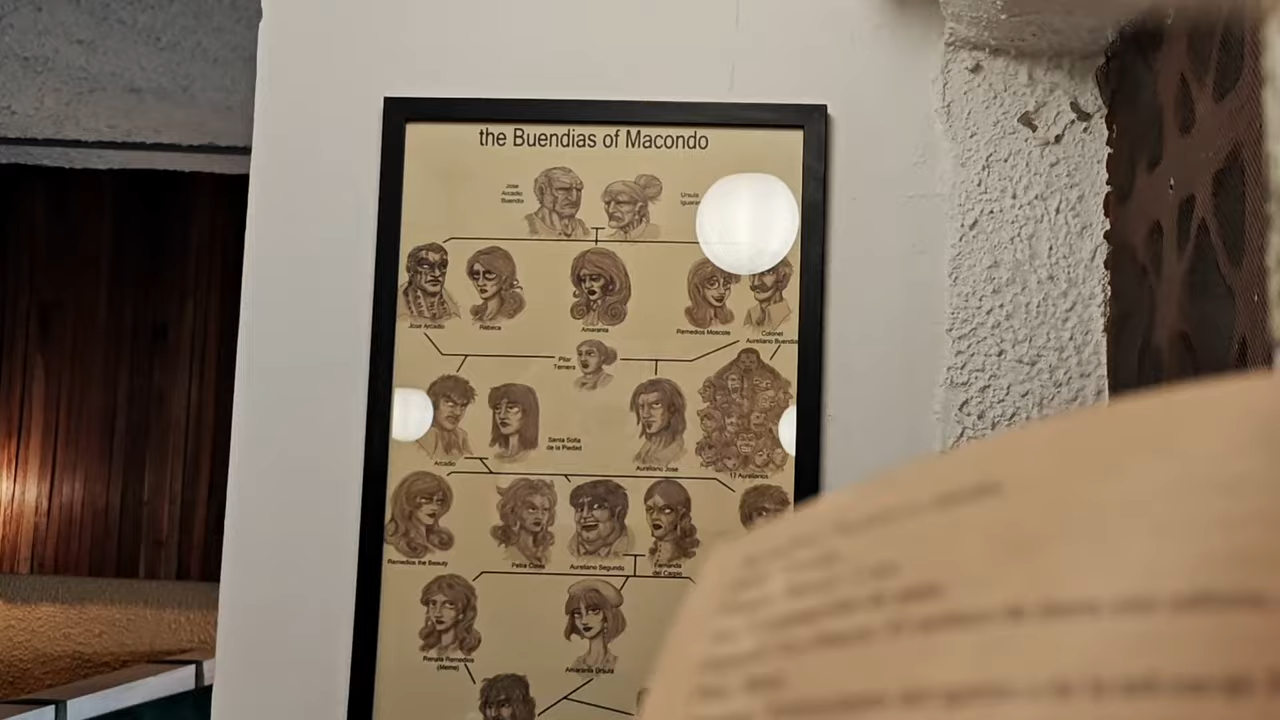 the Buendias of Macondo
Jose
Arcadio
Buendia
Ursula
Iguaran
Jose Arcadio
Rebeca
Amaranta
Remedios Moscote
Colonel
Aureliano Buendia
Pilar
Ternera
Santa Sofia
de la Piedad
Arcadio
Aureliano Jose
17 Aurelianos
Remedios the Beauty
Petra Cotes
Aureliano Segundo
Fernanda
del Carpio
Renata Remedios
(Meme)
Amaranta Ursula